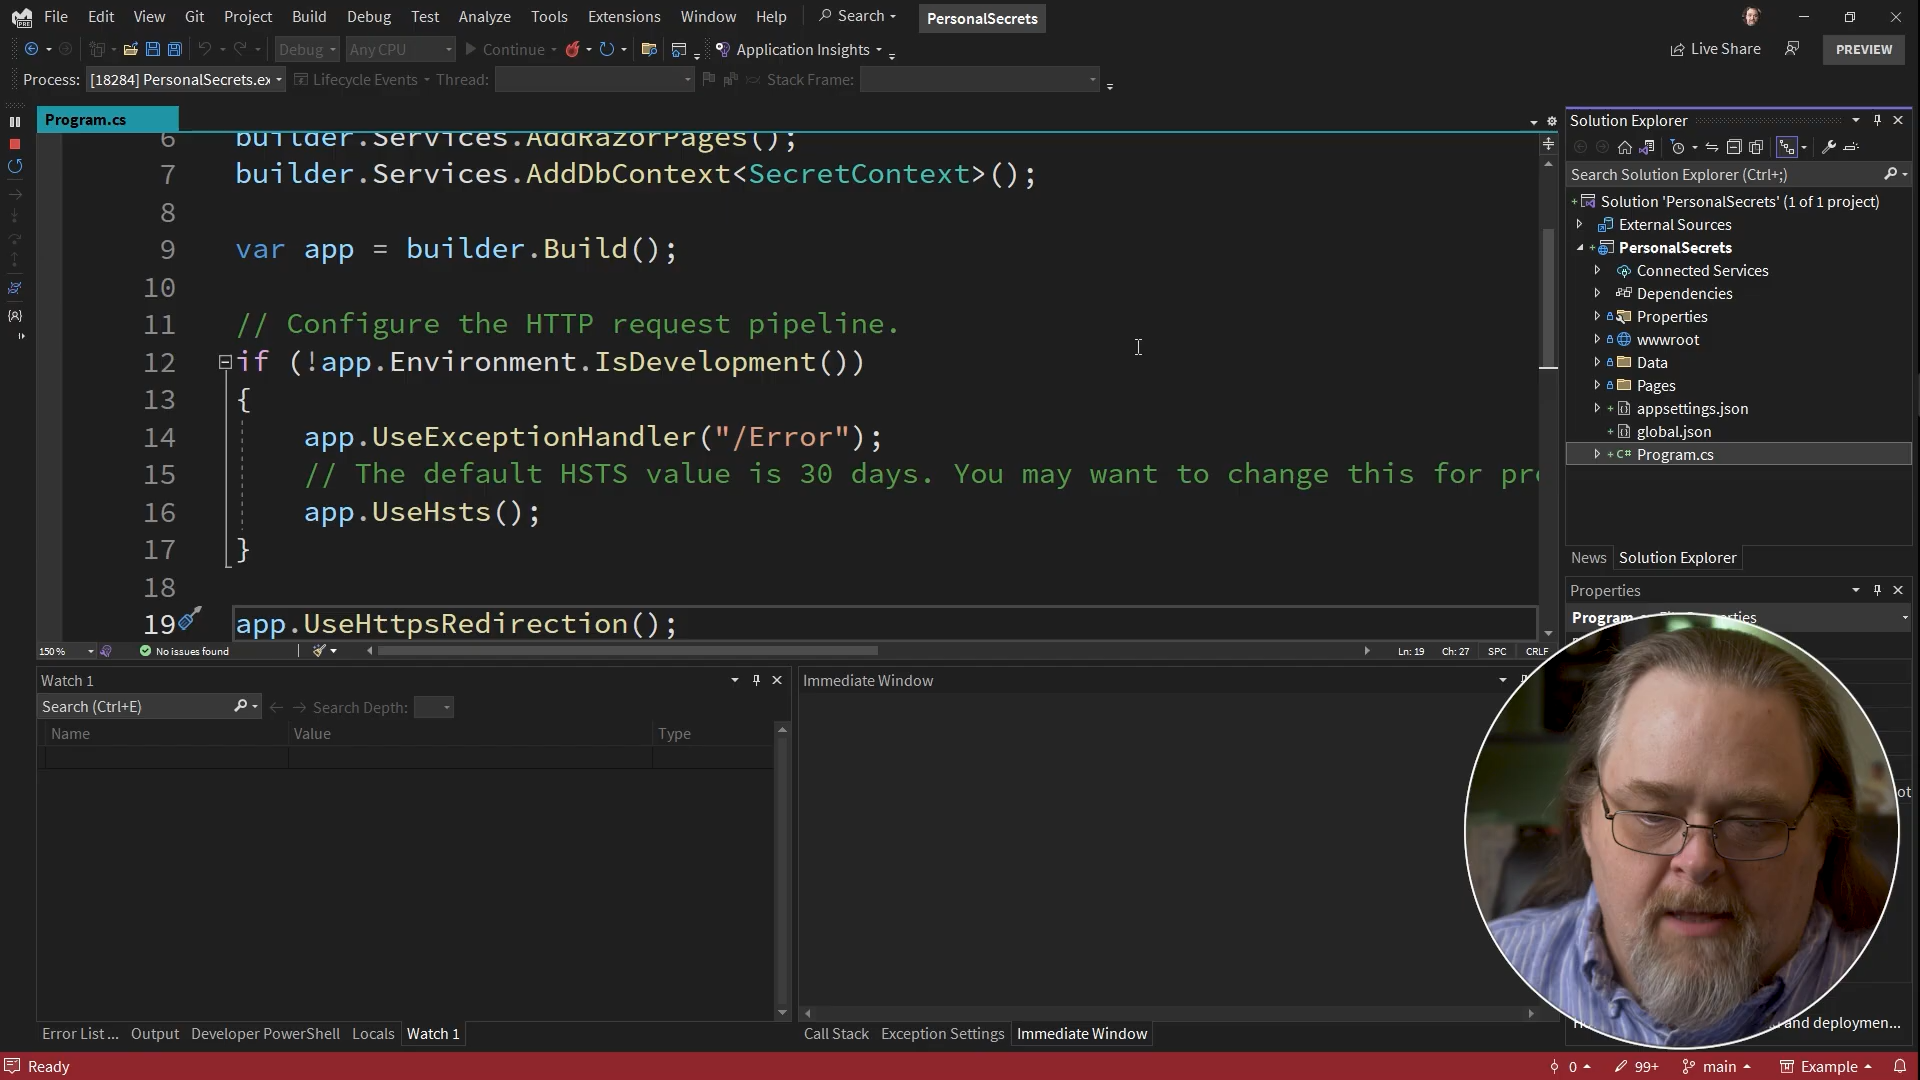 File Edit View Git Project Build Debug Test Analyze Tools Extensions Window Help Search PersonalSecrets
Debug Any CPU Continue Application Insights Live Share PREVIEW
Process: [18284] PersonalSecrets.ex Lifecycle Events Thread: Stack Frame:
Program.cs
6 builder.Services.AddRazorPages();
7 builder.Services.AddDbContext<SecretContext>();
8
9 var app = builder.Build();
10
11 // Configure the HTTP request pipeline.
12 if (!app.Environment.IsDevelopment())
13 {
14 app.UseExceptionHandler("/Error");
15 // The default HSTS value is 30 days. You may want to change this for pr
16 app.UseHsts();
17 }
18
19 app.UseHttpsRedirection();
150 % No issues found Ln: 19 Ch: 27 SPC CRLF
Solution Explorer
Search Solution Explorer (Ctrl+;)
Solution 'PersonalSecrets' (1 of 1 project)
External Sources
PersonalSecrets
Connected Services
Dependencies
Properties
wwwroot
Data
Pages
appsettings.json
global.json
C# Program.cs
News Solution Explorer
Properties
Program
Watch 1
Search (Ctrl+E) Search Depth:
Name Value Type
Immediate Window
and deploymen...
Error List ... Output Developer PowerShell Locals Watch 1
Call Stack Exception Settings Immediate Window
Ready 0 99+ main Example